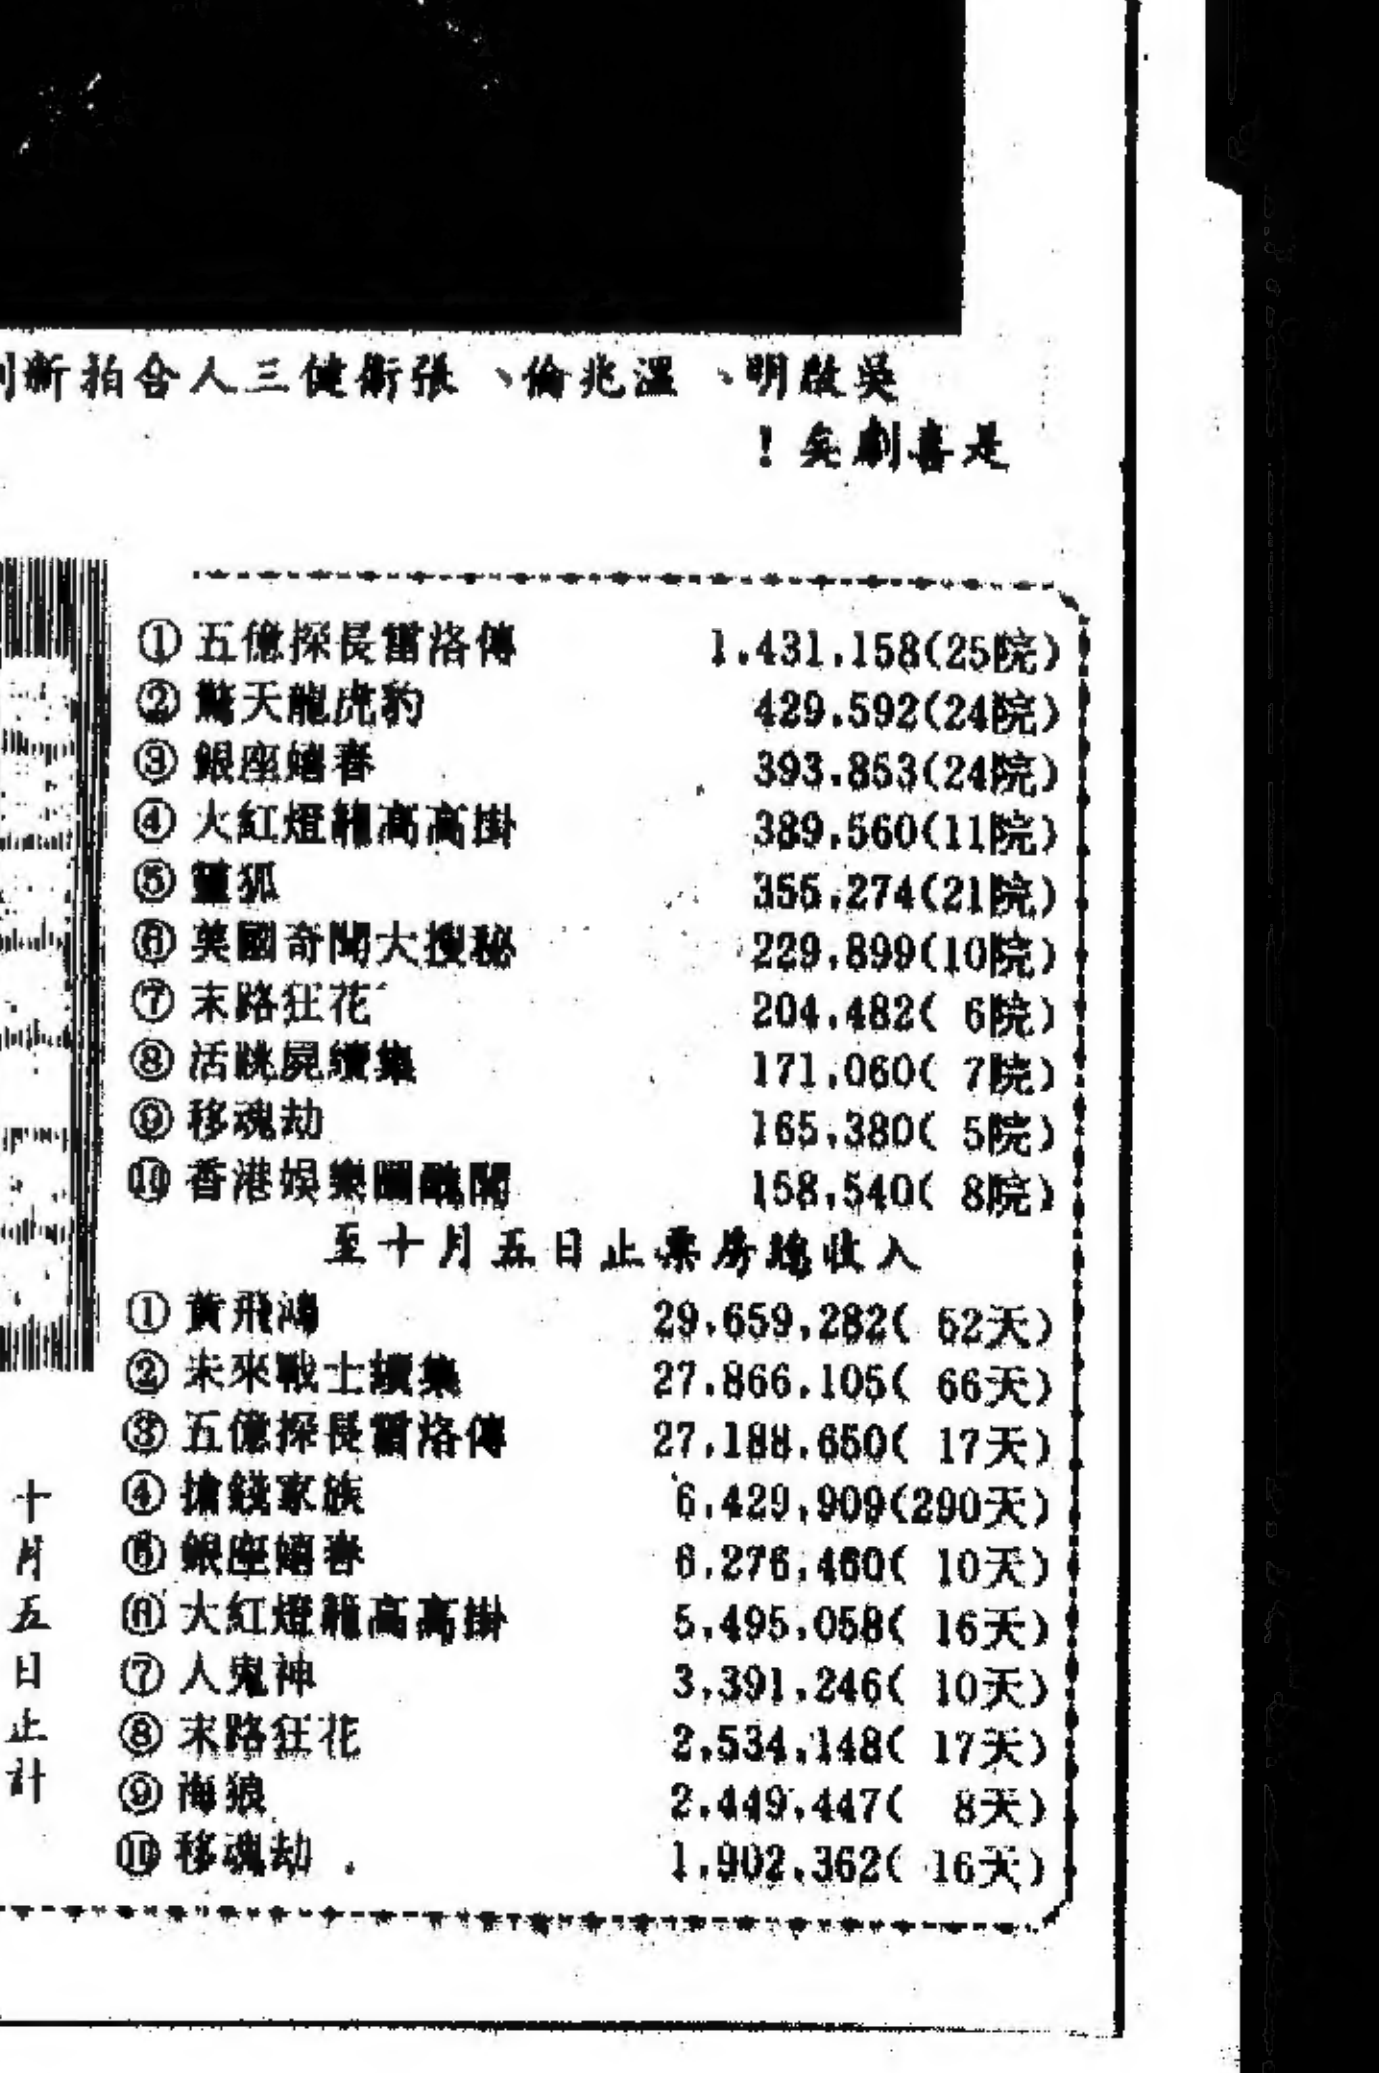 吳啟明、溫兆倫、張衛健三人合拍新劇
是喜劇矣！
① 五億探長雷洛傳 1,431,158(25院)
② 驚天龍虎豹 429,592(24院)
③ 銀座嬉春 393,853(24院)
④ 大紅燈籠高高掛 389,560(11院)
⑤ 靈狐 355,274(21院)
⑥ 美國奇聞大搜秘 229,899(10院)
⑦ 末路狂花 204,482( 6院)
⑧ 活跳屍續集 171,060( 7院)
⑨ 移魂劫 165,380( 5院)
⑩ 香港娛樂圈醜聞 158,540( 8院)
至十月五日止票房總收入
① 黃飛鴻 29,659,282( 52天)
② 未來戰士續集 27,866,105( 66天)
③ 五億探長雷洛傳 27,188,650( 17天)
④ 搶錢家族 6,429,909(290天)
⑤ 銀座嬉春 6,276,460( 10天)
⑥ 大紅燈籠高高掛 5,495,058( 16天)
⑦ 人鬼神 3,391,246( 10天)
⑧ 末路狂花 2,534,148( 17天)
⑨ 海狼 2,449,447( 8天)
⑩ 移魂劫 1,902,362( 16天)
十月五日止計